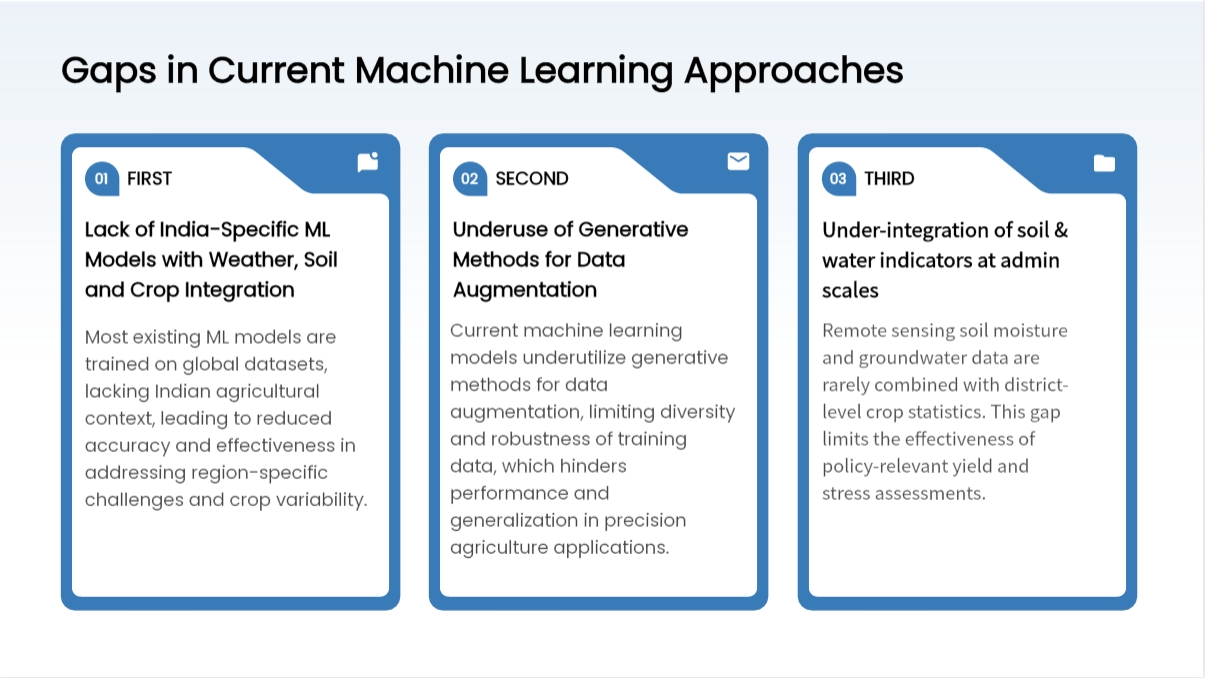 Gaps in Current Machine Learning Approaches
01 FIRST
Lack of India-Specific ML
Models with Weather, Soil
and Crop Integration
Most existing ML models are
trained on global datasets,
lacking Indian agricultural
context, leading to reduced
accuracy and effectiveness in
addressing region-specific
challenges and crop variability.
02 SECOND
Underuse of Generative
Methods for Data
Augmentation
Current machine learning
models underutilize generative
methods for data
augmentation, limiting diversity
and robustness of training
data, which hinders
performance and
generalization in precision
agriculture applications.
03 THIRD
Under-integration of soil &
water indicators at admin
scales
Remote sensing soil moisture
and groundwater data are
rarely combined with district-
level crop statistics. This gap
limits the effectiveness of
policy-relevant yield and
stress assessments.